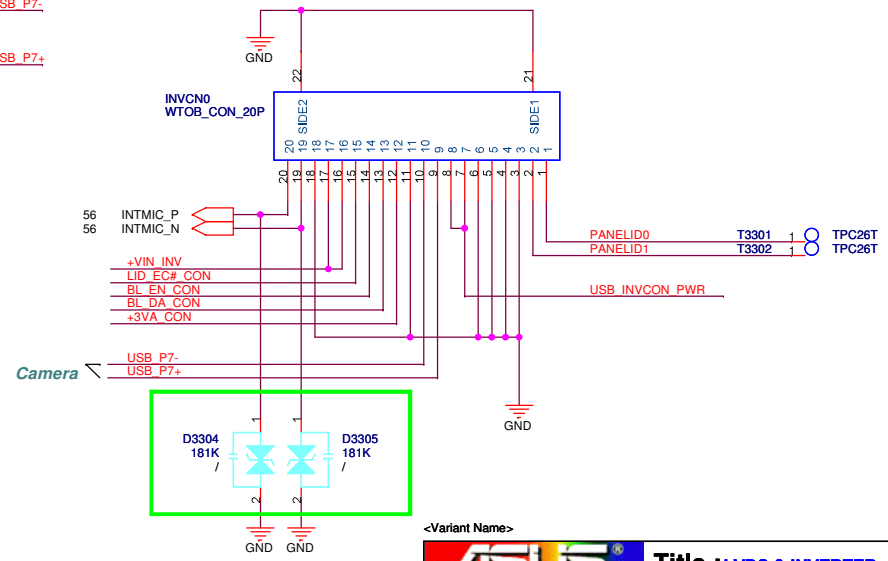 SB_P7-
SB_P7+
GND
22
21
INVCN0
WTOB_CON_20P
SIDE2
SIDE1
20 19 18 17 16 15 14 13 12 11 10 9 8 7 6 5 4 3 2 1
20 19 18 17 16 15 14 13 12 11 10 9 8 7 6 5 4 3 2 1
56 INTMIC_P
56 INTMIC_N
PANELID0 T3301 1 TPC26T
PANELID1 T3302 1 TPC26T
+VIN_INV
LID_EC#_CON
BL_EN_CON
BL_DA_CON
+3VA_CON
USB_INVCON_PWR
Camera
USB_P7-
USB_P7+
GND
1 1
D3304
181K
/
D3305
181K
/
2 2
GND GND
<Variant Name>
®